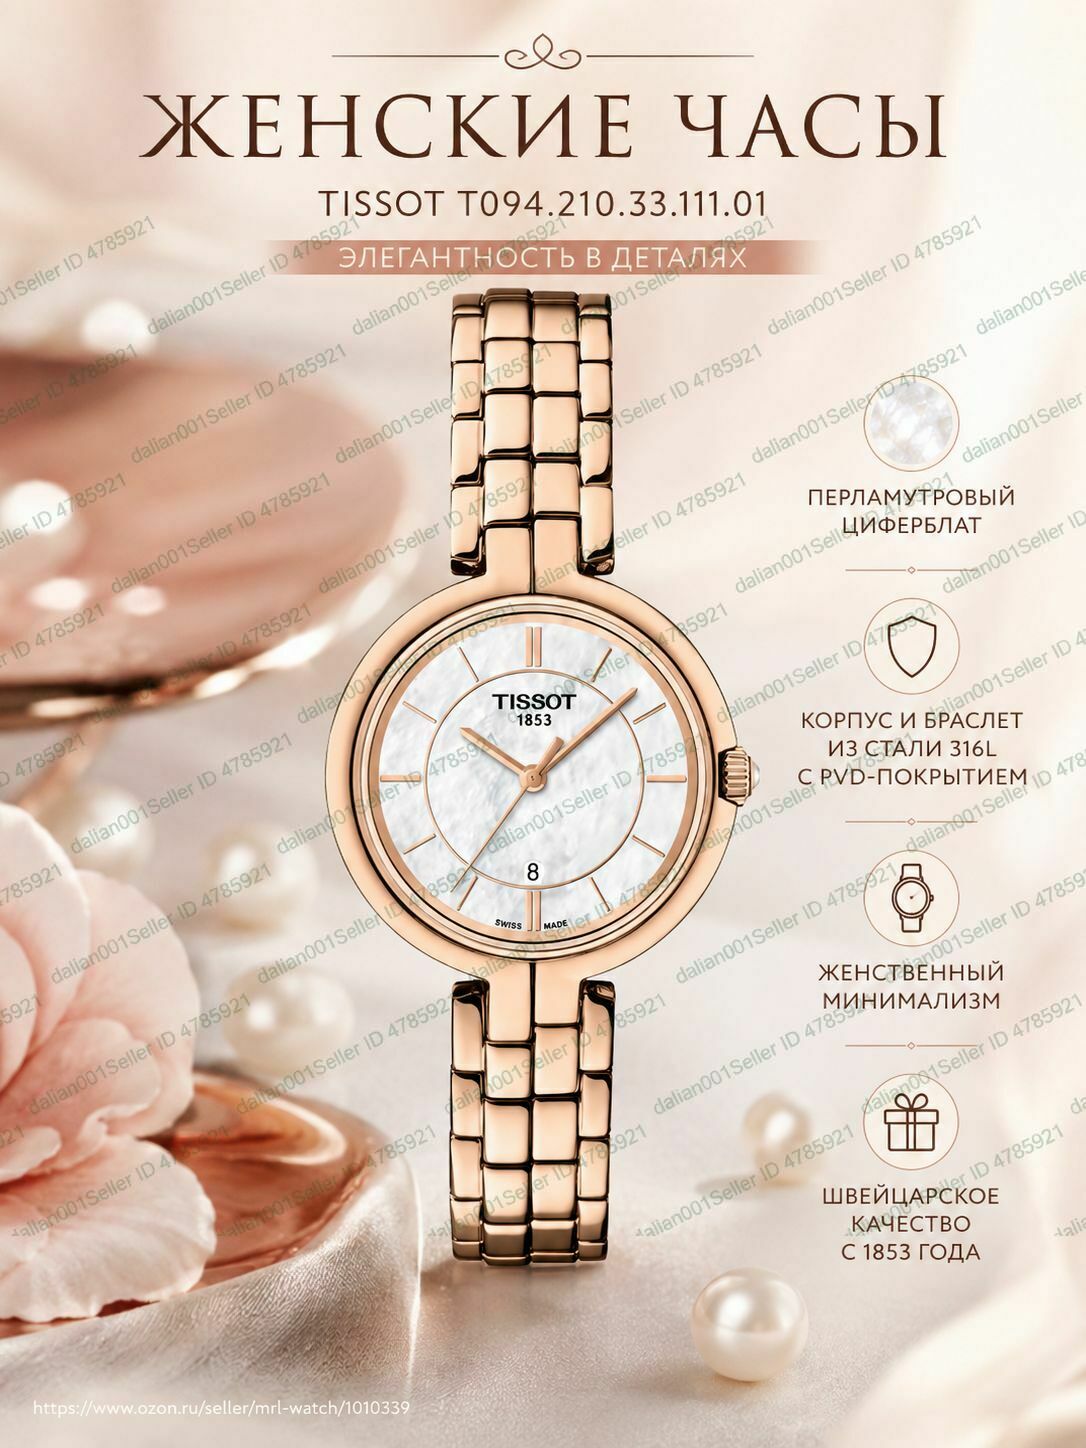 ЖЕНСКИЕ ЧАСЫ
TISSOT T094.210.33.111.01
ЭЛЕГАНТНОСТЬ В ДЕТАЛЯХ
ПЕРЛАМУТРОВЫЙ
ЦИФЕРБЛАТ
КОРПУС И БРАСЛЕТ
ИЗ СТАЛИ 316L
С PVD-ПОКРЫТИЕМ
ЖЕНСТВЕННЫЙ
МИНИМАЛИЗМ
ШВЕЙЦАРСКОЕ
КАЧЕСТВО
С 1853 ГОДА
TISSOT
1853
8
SWISS MADE
https://www.ozon.ru/seller/mrl-watch/1010339
dalian001Seller ID 4785921